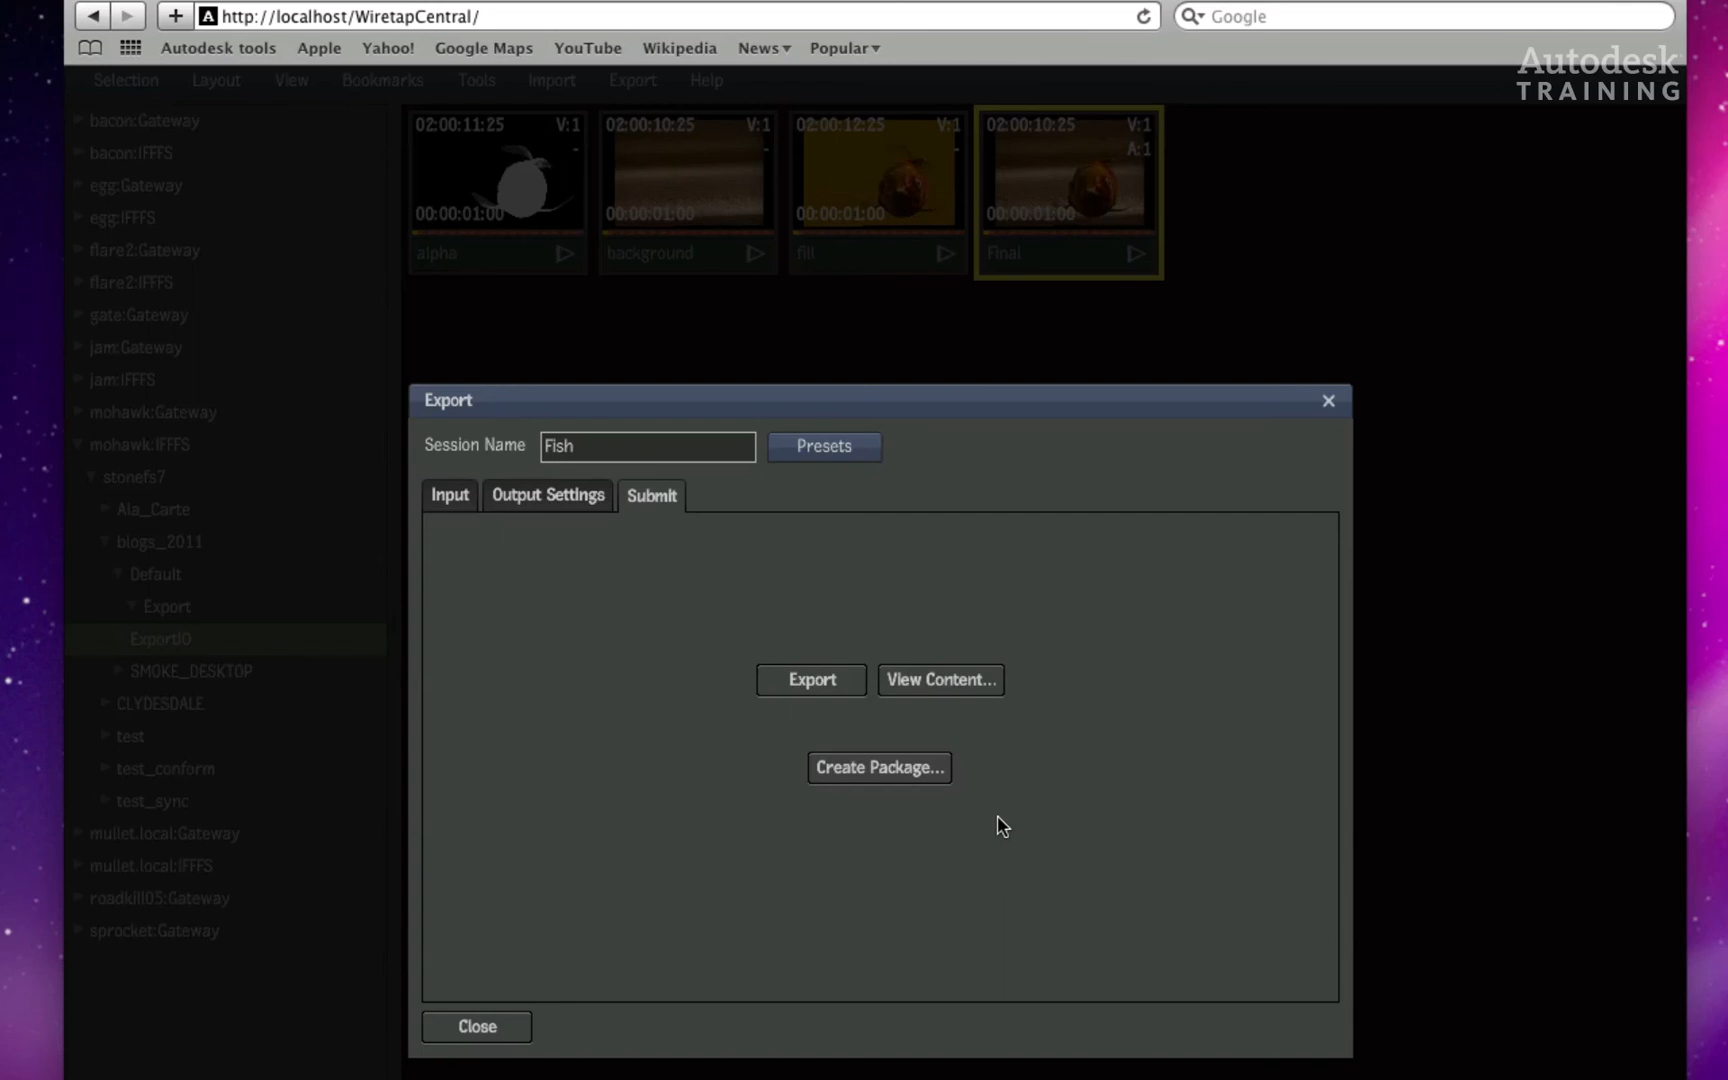 http://localhost/WiretapCentral/
Google
Autodesk tools Apple Yahoo! Google Maps YouTube Wikipedia News Popular
Autodesk
TRAINING
Selection Layout View Bookmarks Tools Import Export Help
bacon:Gateway
bacon:IFFFS
egg:Gateway
egg:IFFFS
flare2:Gateway
flare2:IFFFS
gate:Gateway
jam:Gateway
jam:IFFFS
mohawk:Gateway
mohawk:IFFFS
stonefs7
Ala_Carte
blogs_2011
Default
Export
ExportIO
SMOKE_DESKTOP
CLYDESDALE
test
test_conform
test_sync
mullet.local:Gateway
mullet.local:IFFFS
roadkill05:Gateway
sprocket:Gateway
02:00:11:25 V:1
-
00:00:01:00
alpha
02:00:10:25 V:1
-
00:00:01:00
background
02:00:12:25 V:1
-
00:00:01:00
fill
02:00:10:25 V:1
A:1
00:00:01:00
Final
Export
Session Name Fish Presets
Input Output Settings Submit
Export View Content...
Create Package...
Close